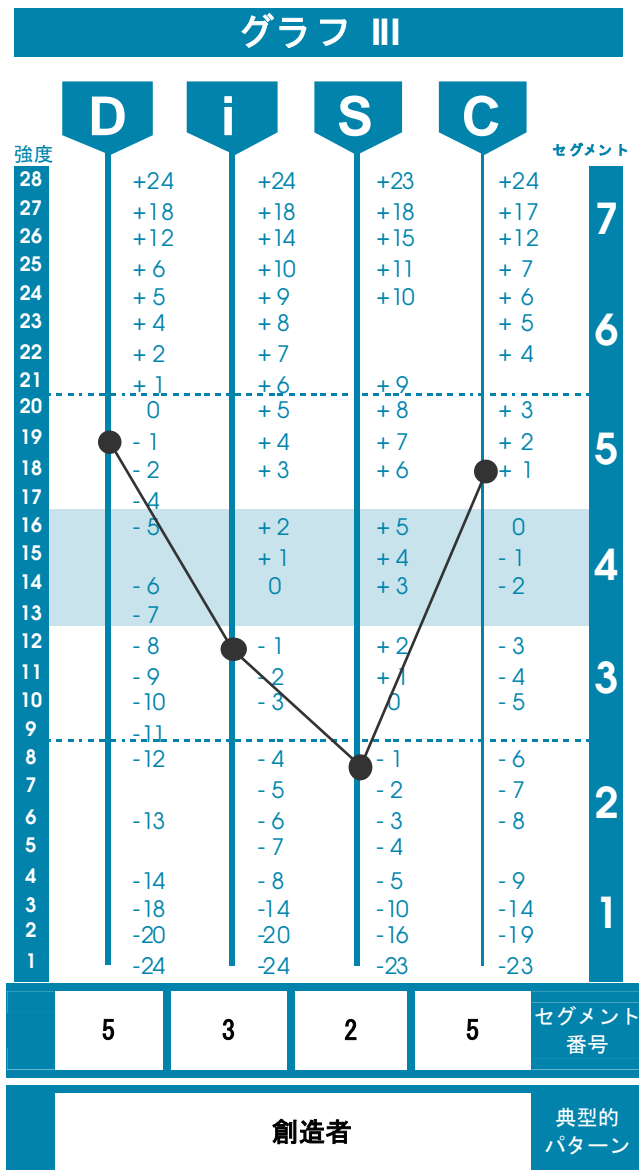 グラフ III
D i S C
強度 セグメント
28 +24 +24 +23 +24
27 +18 +18 +18 +17 7
26 +12 +14 +15 +12
25 + 6 +10 +11 + 7
24 + 5 + 9 +10 + 6
23 + 4 + 8 + 5 6
22 + 2 + 7 + 4
21 + 1 + 6 + 9
20 0 + 5 + 8 + 3
19 - 1 + 4 + 7 + 2 5
18 - 2 + 3 + 6 + 1
17 - 4
16 - 5 + 2 + 5 0
15 + 1 + 4 - 1 4
14 - 6 0 + 3 - 2
13 - 7
12 - 8 - 1 + 2 - 3
11 - 9 - 2 + 1 - 4 3
10 -10 - 3 0 - 5
9 -11
8 -12 - 4 - 1 - 6
7 - 5 - 2 - 7 2
6 -13 - 6 - 3 - 8
5 - 7 - 4
4 -14 - 8 - 5 - 9
3 -18 -14 -10 -14 1
2 -20 -20 -16 -19
1 -24 -24 -23 -23
5 3 2 5 セグメント
番号
創造者 典型的
パターン